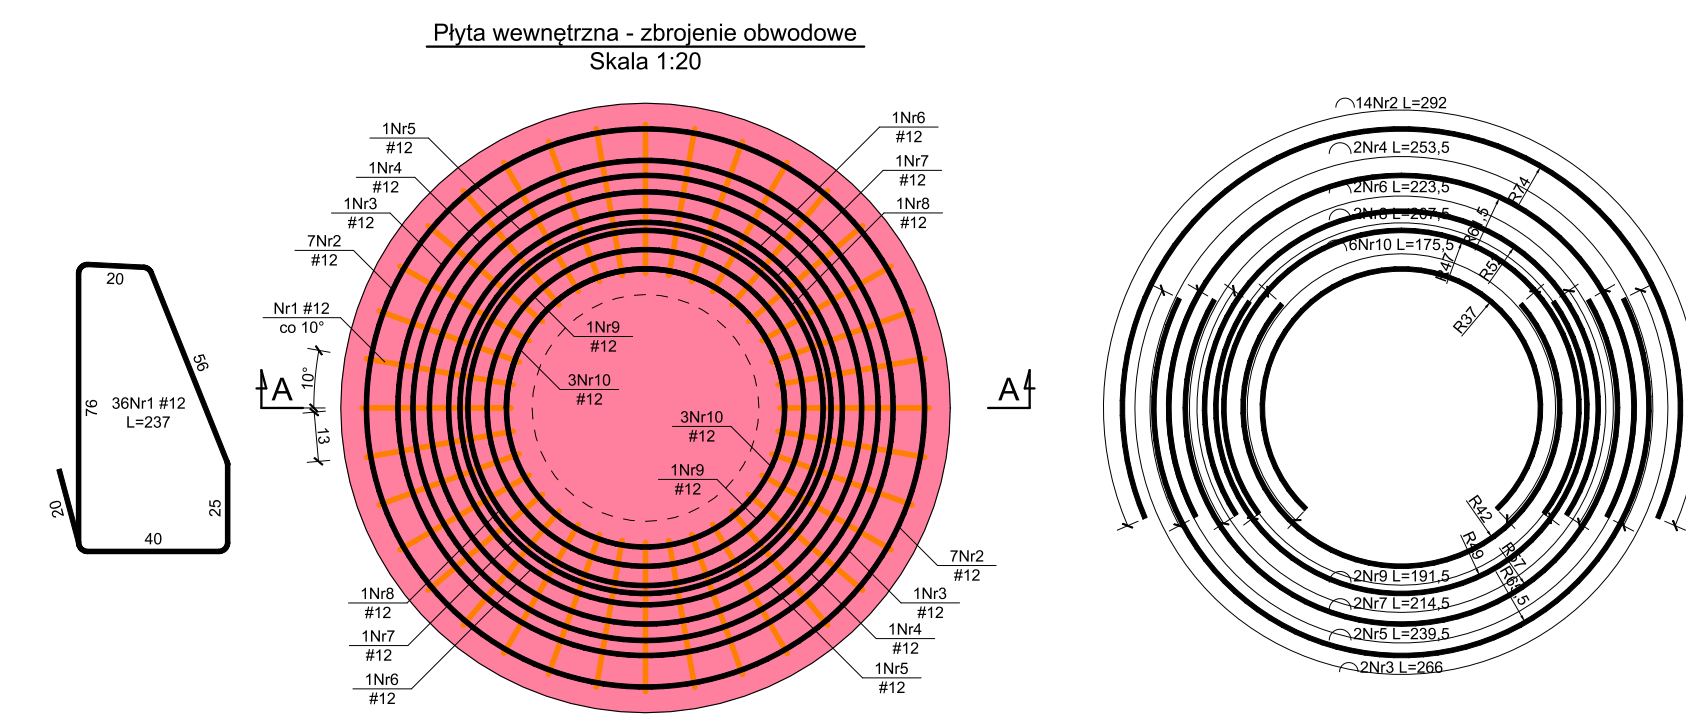 Płyta wewnętrzna - zbrojenie obwodowe
Skala 1:20
20
56
76
36Nr1 #12
L=237
20
25
40
1Nr5
#12
1Nr4
#12
1Nr3
#12
7Nr2
#12
Nr1 #12
co 10°
10°
13
A
1Nr6
#12
1Nr7
#12
1Nr8
#12
1Nr9
#12
3Nr10
#12
3Nr10
#12
1Nr9
#12
A
1Nr8
#12
1Nr7
#12
1Nr6
#12
7Nr2
#12
1Nr3
#12
1Nr4
#12
1Nr5
#12
14Nr2 L=292
2Nr4 L=253,5
2Nr6 L=223,5
2Nr8 L=207,5
6Nr10 L=175,5
R74
R47
R37
R42
R49
R57
2Nr9 L=191,5
2Nr7 L=214,5
2Nr5 L=239,5
2Nr3 L=266